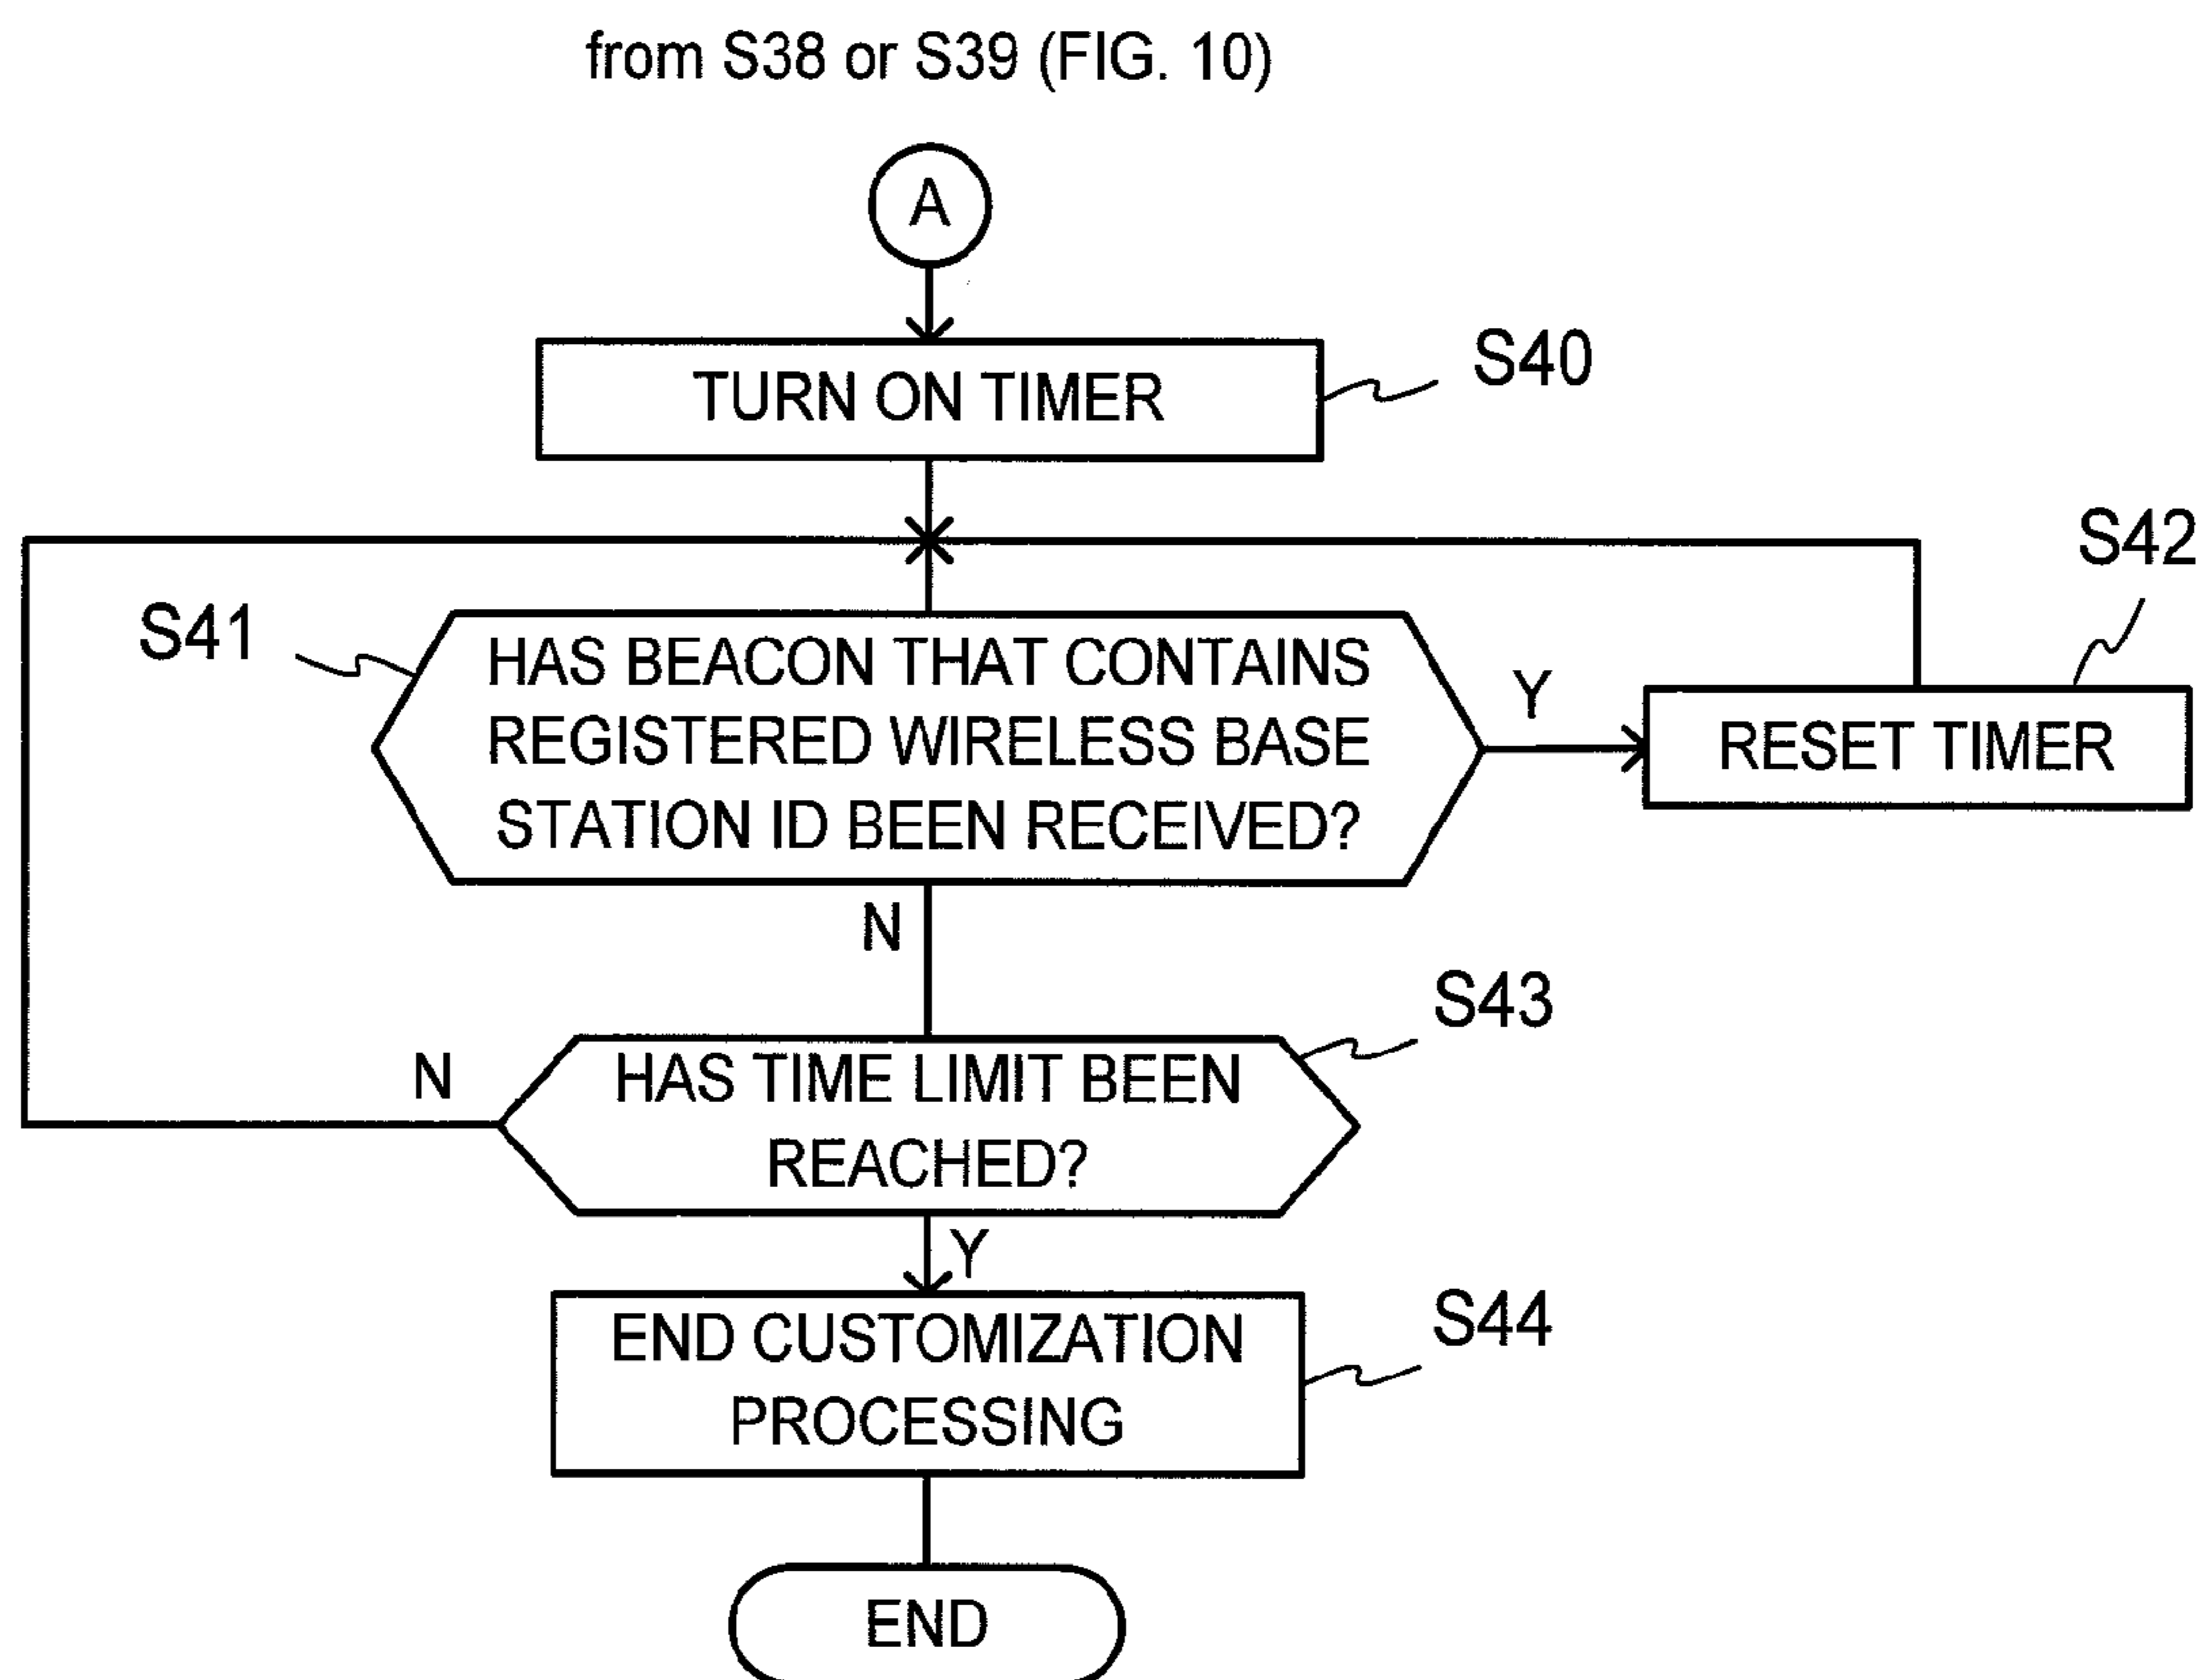 from S38 or S39 (FIG. 10)
A
TURN ON TIMER
S40
S42
S41
HAS BEACON THAT CONTAINS
REGISTERED WIRELESS BASE
STATION ID BEEN RECEIVED?
Y
RESET TIMER
N
S43
N
HAS TIME LIMIT BEEN
REACHED?
Y
END CUSTOMIZATION
PROCESSING
S44
END